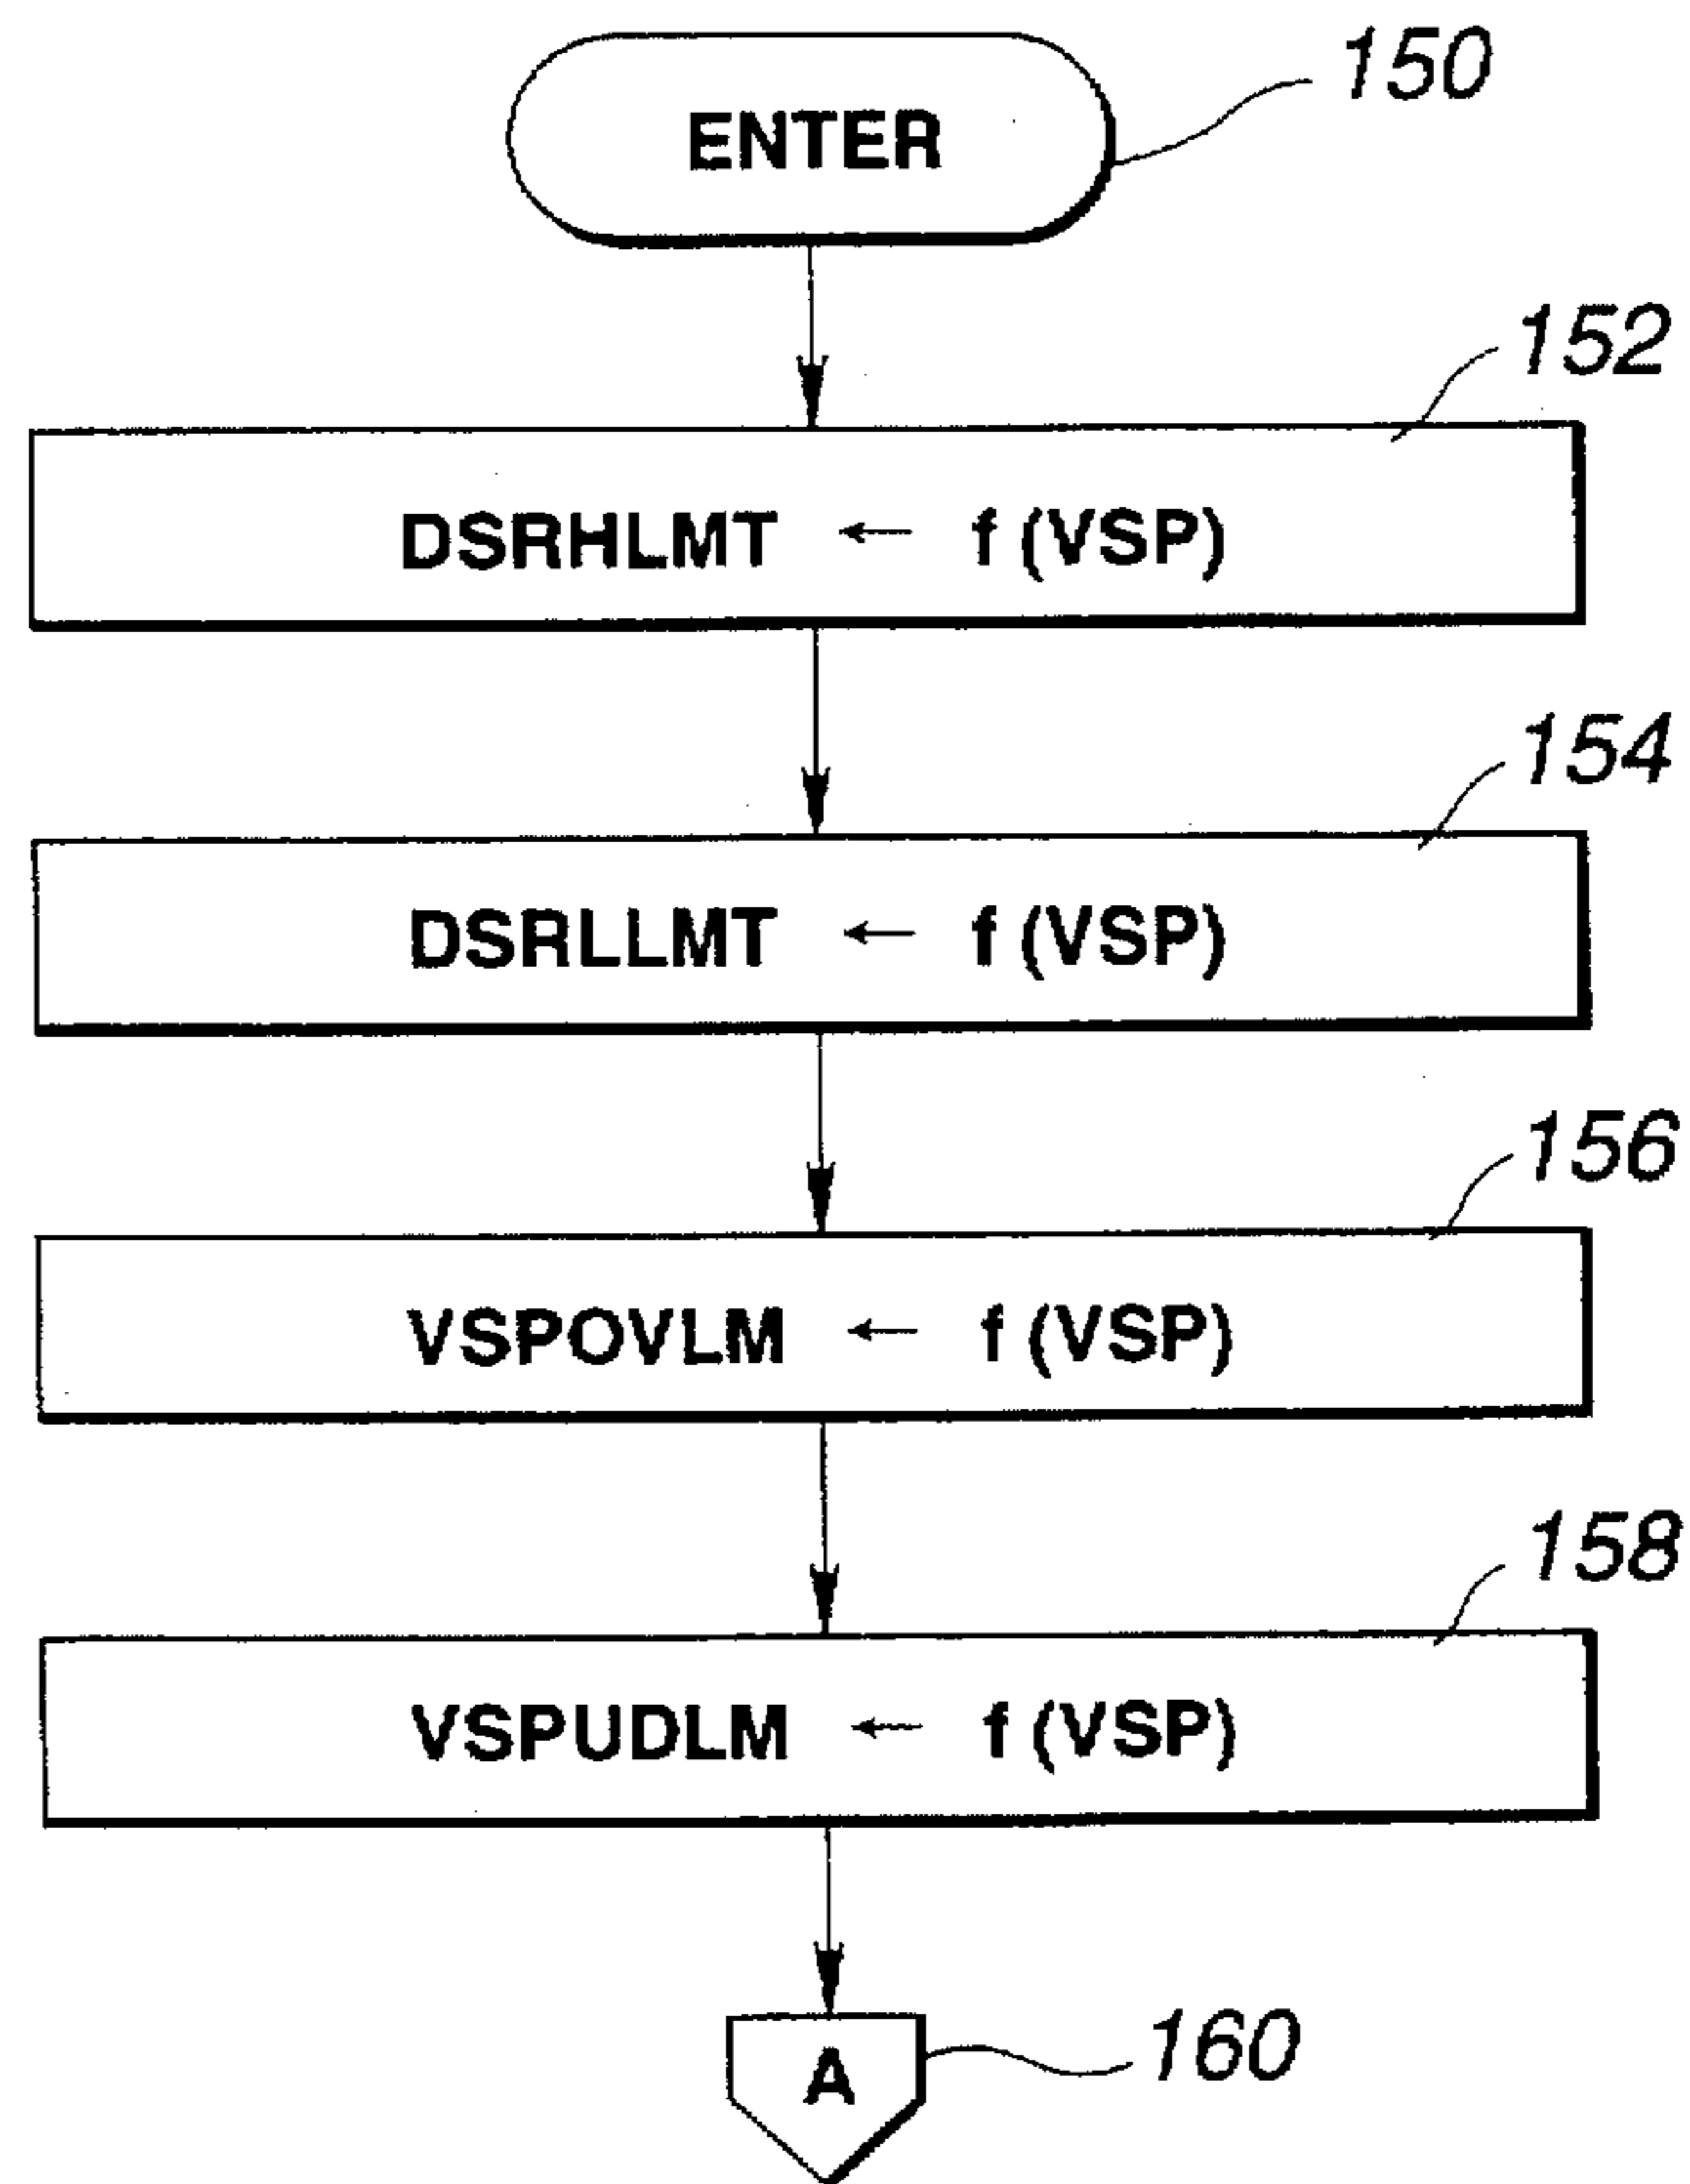 150
ENTER
152
DSRHLMT ← f (VSP)
154
DSRLLMT ← f (VSP)
156
VSPOVLM ← f (VSP)
158
VSPUDLM ← f (VSP)
A
160